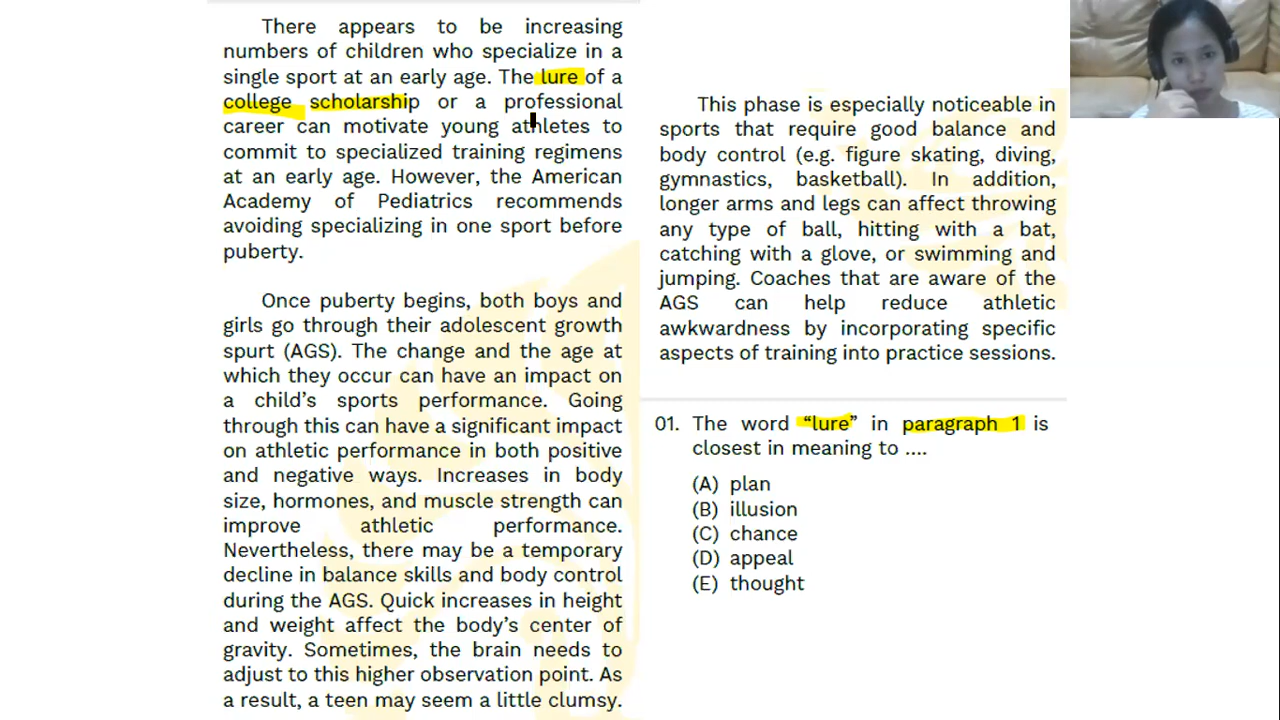 There appears to be increasing
numbers of children who specialize in a
single sport at an early age. The lure of a
college scholarship or a professional
career can motivate young athletes to
commit to specialized training regimens
at an early age. However, the American
Academy of Pediatrics recommends
avoiding specializing in one sport before
puberty.
Once puberty begins, both boys and
girls go through their adolescent growth
spurt (AGS). The change and the age at
which they occur can have an impact on
a child's sports performance. Going
through this can have a significant impact
on athletic performance in both positive
and negative ways. Increases in body
size, hormones, and muscle strength can
improve athletic performance.
Nevertheless, there may be a temporary
decline in balance skills and body control
during the AGS. Quick increases in height
and weight affect the body's center of
gravity. Sometimes, the brain needs to
adjust to this higher observation point. As
a result, a teen may seem a little clumsy.
This phase is especially noticeable in
sports that require good balance and
body control (e.g. figure skating, diving,
gymnastics, basketball). In addition,
longer arms and legs can affect throwing
any type of ball, hitting with a bat,
catching with a glove, or swimming and
jumping. Coaches that are aware of the
AGS can help reduce athletic
awkwardness by incorporating specific
aspects of training into practice sessions.
01. The word “lure” in paragraph 1 is
closest in meaning to ....
(A) plan
(B) illusion
(C) chance
(D) appeal
(E) thought